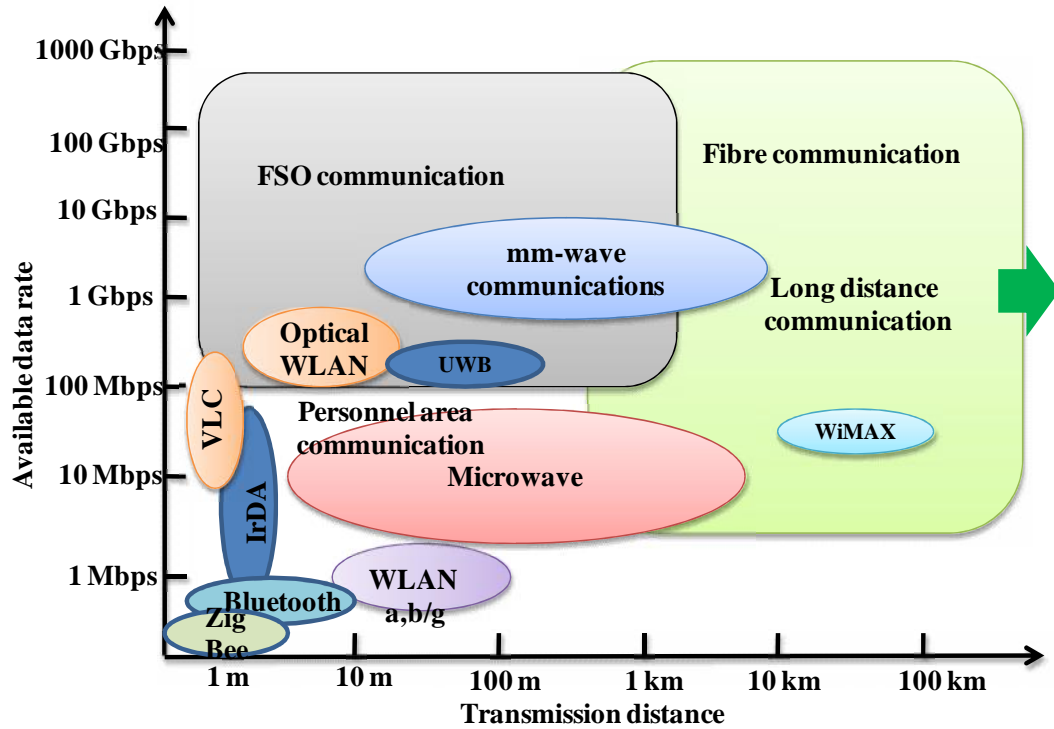 1000 Gbps
100 Gbps
10 Gbps
1 Gbps
100 Mbps
10 Mbps
1 Mbps
Available data rate
FSO communication
Fibre communication
mm-wave
communications
Long distance
communication
Optical
WLAN
UWB
VLC
Personnel area
communication
WiMAX
Microwave
IrDA
WLAN
a,b/g
Bluetooth
Zig
Bee
1 m
10 m
100 m
1 km
10 km
100 km
Transmission distance